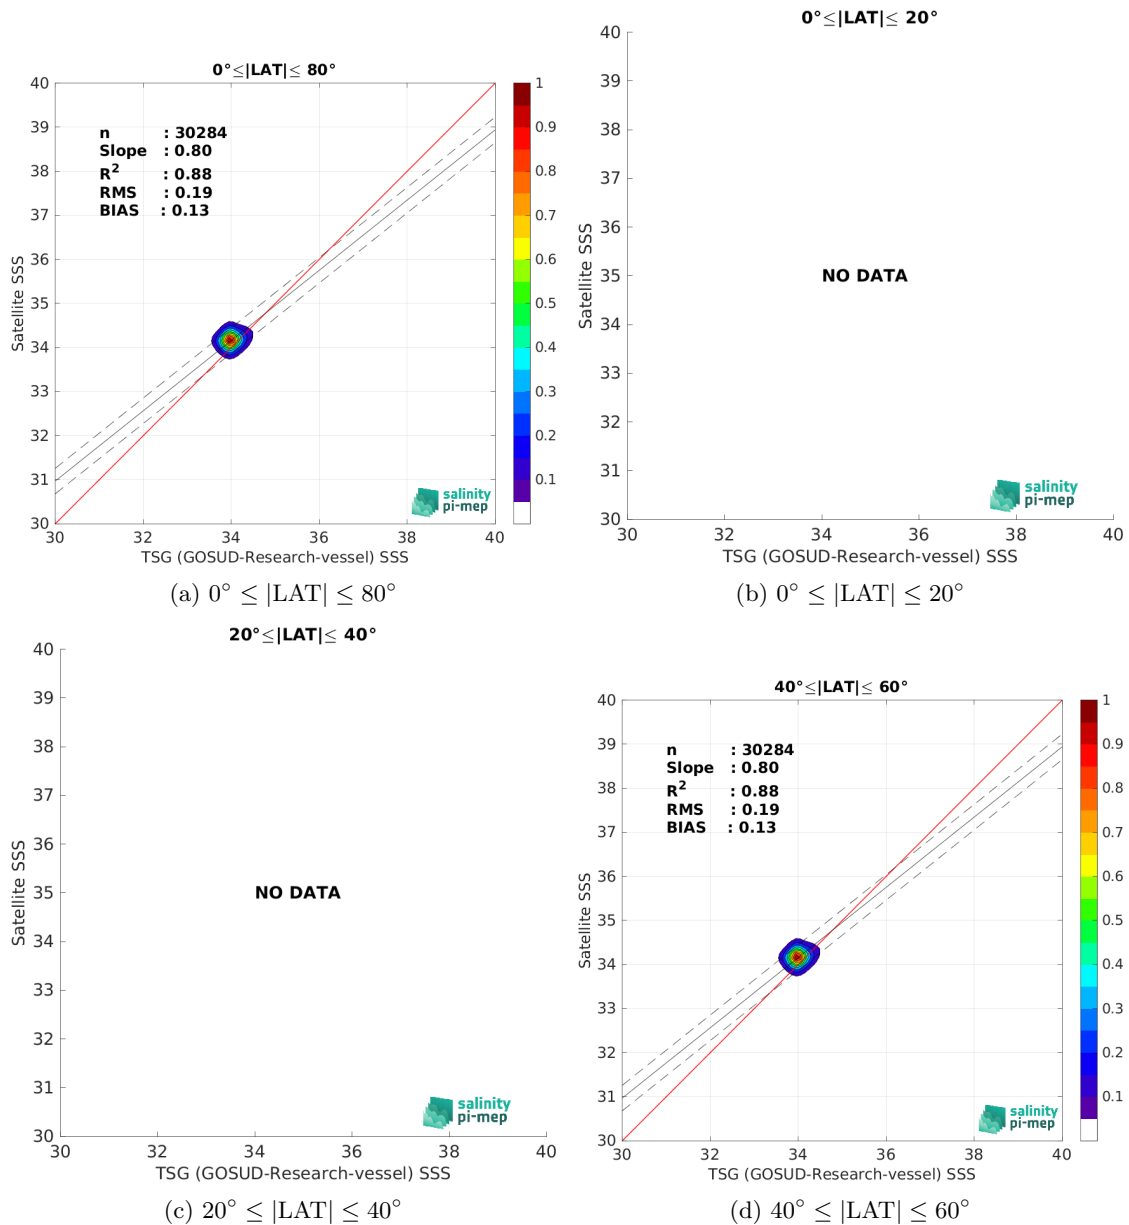 0°≤|LAT|≤ 80°
40
39
38
37
36
35
34
33
32
31
30
Satellite SSS
n : 30284
Slope : 0.80
R² : 0.88
RMS : 0.19
BIAS : 0.13
salinity
pi-mep
30 32 34 36 38 40
TSG (GOSUD-Research-vessel) SSS
1
0.9
0.8
0.7
0.6
0.5
0.4
0.3
0.2
0.1
(a) 0° ≤ |LAT| ≤ 80°
0°≤|LAT|≤ 20°
40
39
38
37
36
35
34
33
32
31
30
Satellite SSS
NO DATA
salinity
pi-mep
30 32 34 36 38 40
TSG (GOSUD-Research-vessel) SSS
(b) 0° ≤ |LAT| ≤ 20°
20°≤|LAT|≤ 40°
40
39
38
37
36
35
34
33
32
31
30
Satellite SSS
NO DATA
salinity
pi-mep
30 32 34 36 38 40
TSG (GOSUD-Research-vessel) SSS
(c) 20° ≤ |LAT| ≤ 40°
40°≤|LAT|≤ 60°
40
39
38
37
36
35
34
33
32
31
30
Satellite SSS
n : 30284
Slope : 0.80
R² : 0.88
RMS : 0.19
BIAS : 0.13
salinity
pi-mep
30 32 34 36 38 40
TSG (GOSUD-Research-vessel) SSS
1
0.9
0.8
0.7
0.6
0.5
0.4
0.3
0.2
0.1
(d) 40° ≤ |LAT| ≤ 60°